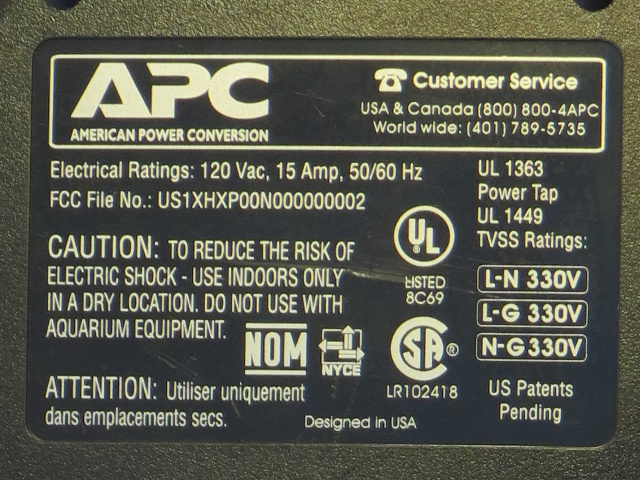 APC
AMERICAN POWER CONVERSION
Customer Service
USA & Canada (800) 800-4APC
World wide: (401) 789-5735
Electrical Ratings: 120 Vac, 15 Amp, 50/60 Hz
FCC File No.: US1XHXP00N000000002
UL 1363
Power Tap
UL 1449
TVSS Ratings:
L-N 330V
L-G 330V
N-G 330V
US Patents
Pending
CAUTION: TO REDUCE THE RISK OF
ELECTRIC SHOCK - USE INDOORS ONLY
IN A DRY LOCATION. DO NOT USE WITH
AQUARIUM EQUIPMENT.
UL ®
LISTED
8C69
NOM
NYCE
SA ®
LR102418
ATTENTION: Utiliser uniquement
dans emplacements secs.
Designed in USA